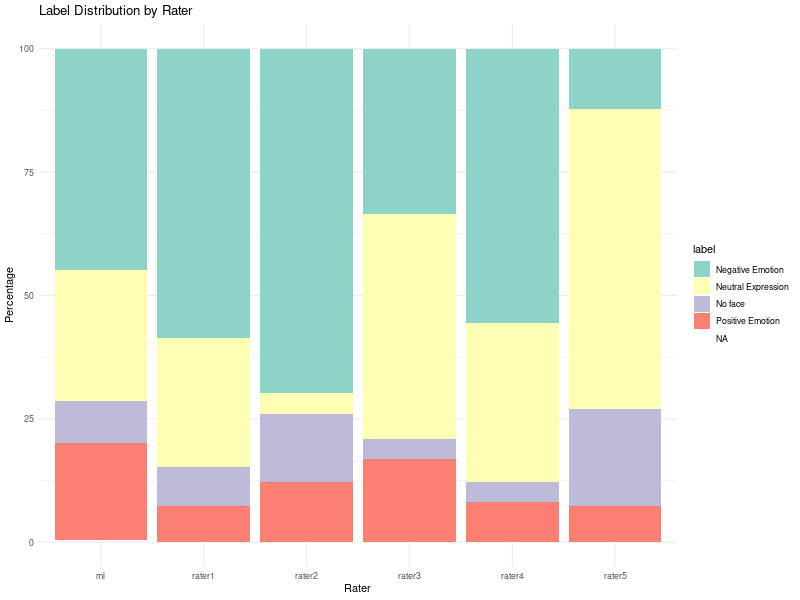 Label Distribution by Rater
100
75
50
25
0
Percentage
ml
rater1
rater2
rater3
rater4
rater5
Rater
label
Negative Emotion
Neutral Expression
No face
Positive Emotion
NA